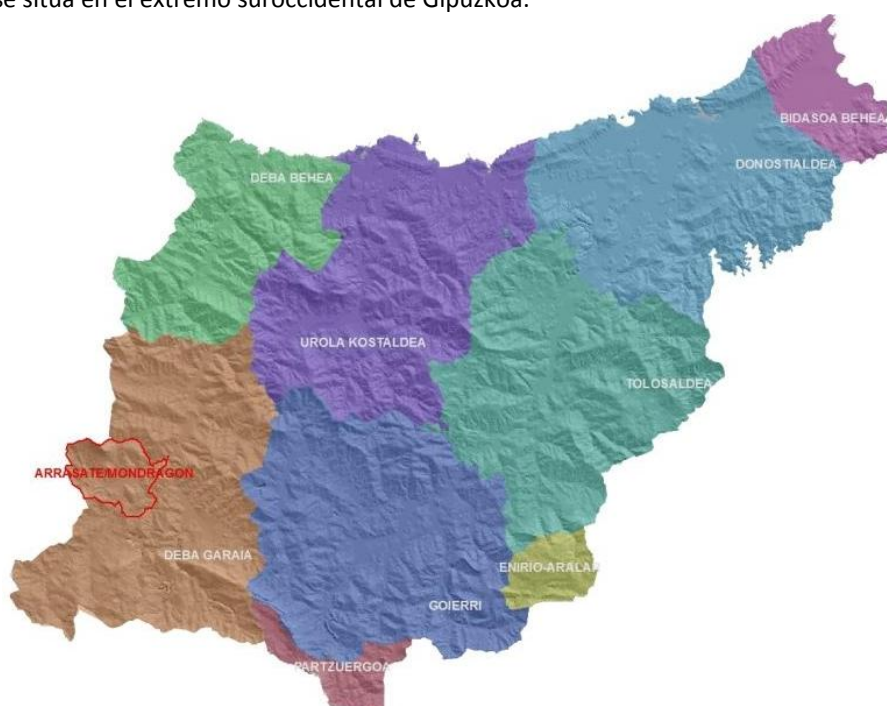 se situa en el extremo suroccidental de Gipuzkoa.
BIDASOA BEHEA
DONOSTIALDEA
DEBA BEHEA
UROLA KOSTALDEA
TOLOSALDEA
ARRASATE/MONDRAGON
DEBA GARAIA
ENIRIO-ARALAR
GOIERRI
PARTZUERGOA